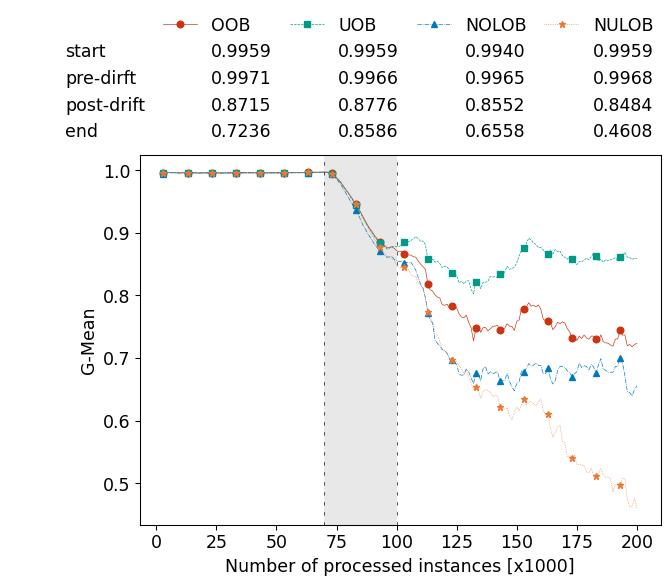 OOB UOB NOLOB NULOB
start 0.9959 0.9959 0.9940 0.9959
pre-dirft 0.9971 0.9966 0.9965 0.9968
post-drift 0.8715 0.8776 0.8552 0.8484
end 0.7236 0.8586 0.6558 0.4608
1.0
0.9
0.8
0.7
0.6
0.5
G-Mean
0 25 50 75 100 125 150 175 200
Number of processed instances [x1000]